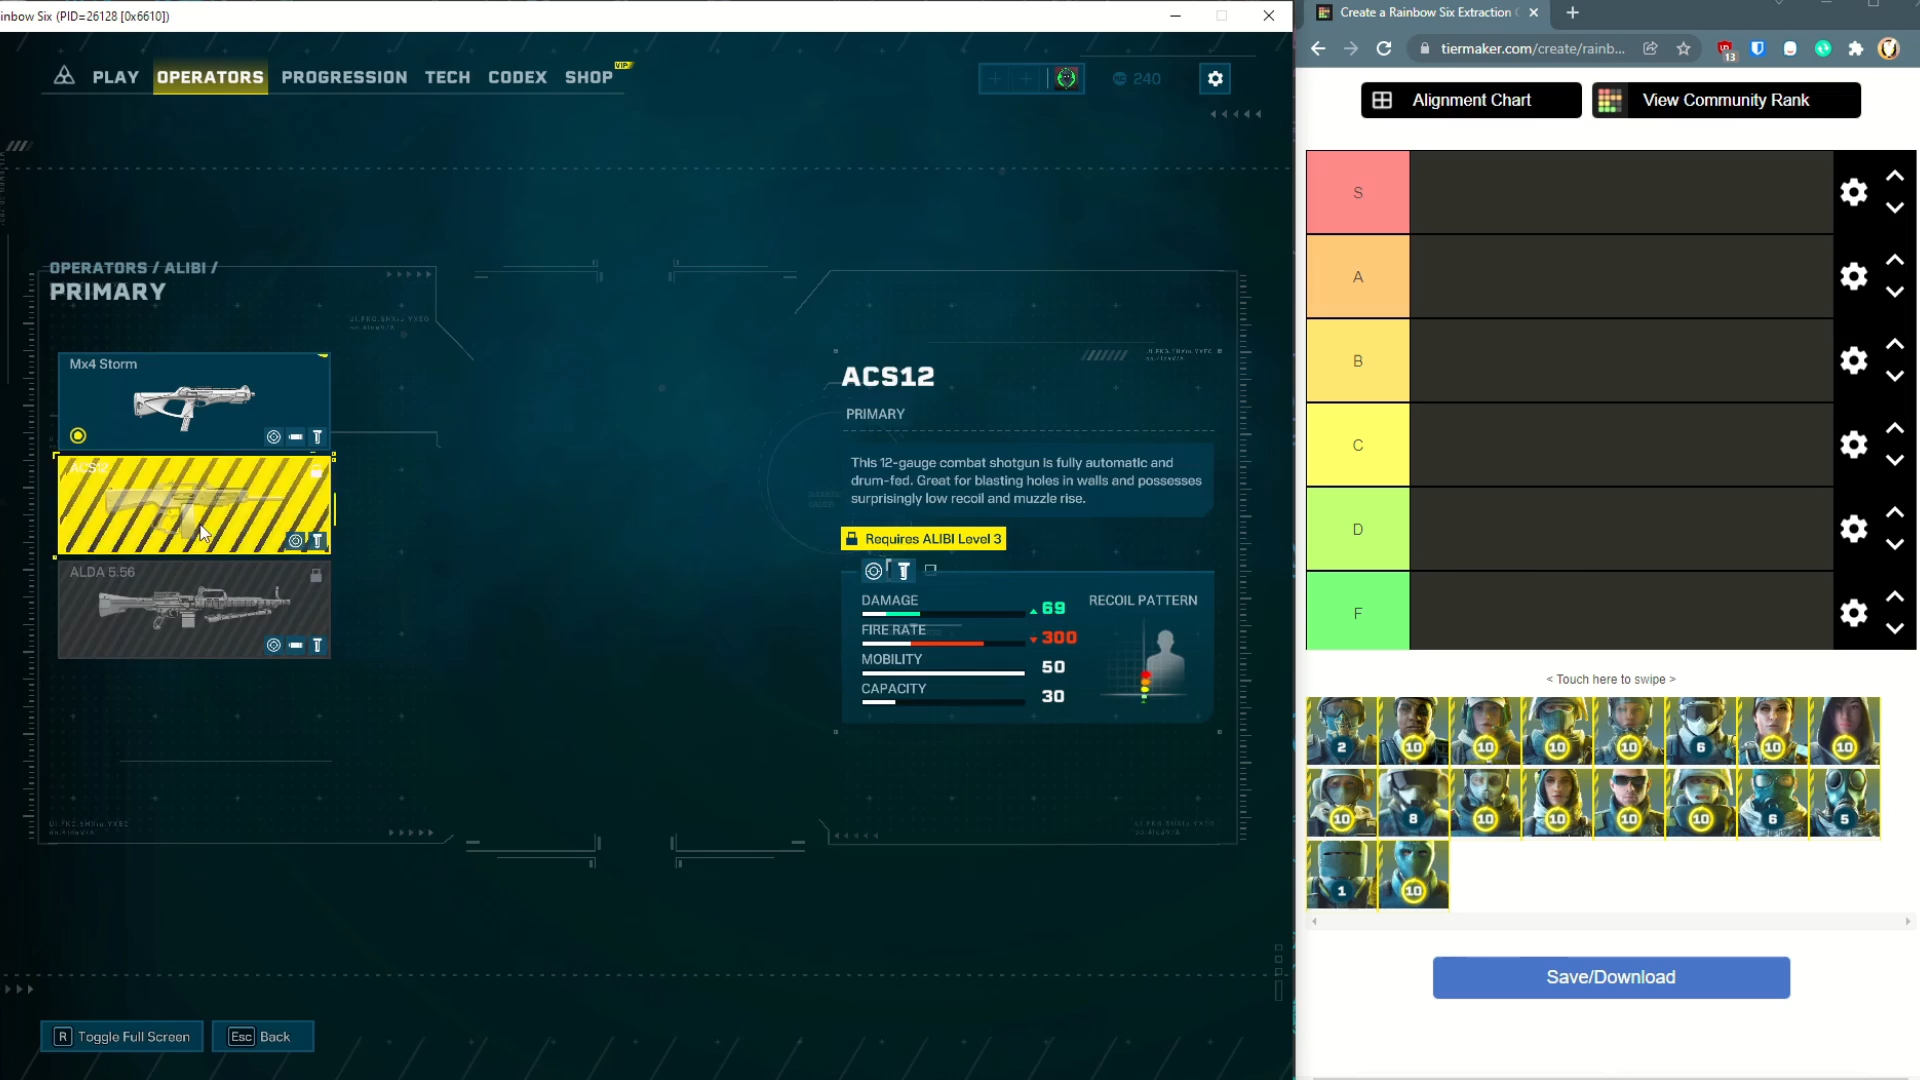 inbow Six (PID=26128 [0x6610])
PLAY OPERATORS PROGRESSION TECH CODEX SHOP VIP
240
OPERATORS / ALIBI /
PRIMARY
Mx4 Storm
ACS12
ALDA 5.56
ACS12
PRIMARY
This 12-gauge combat shotgun is fully automatic and
drum-fed. Great for blasting holes in walls and possesses
surprisingly low recoil and muzzle rise.
Requires ALIBI Level 3
DAMAGE 69
FIRE RATE 300
MOBILITY 50
CAPACITY 30
RECOIL PATTERN
R Toggle Full Screen
Esc Back
Create a Rainbow Six Extraction
tiermaker.com/create/rainb...
13
Alignment Chart
View Community Rank
S
A
B
C
D
F
< Touch here to swipe >
2 10 10 10 10 6 10 10
10 8 10 10 10 10 6 5
1 10
Save/Download